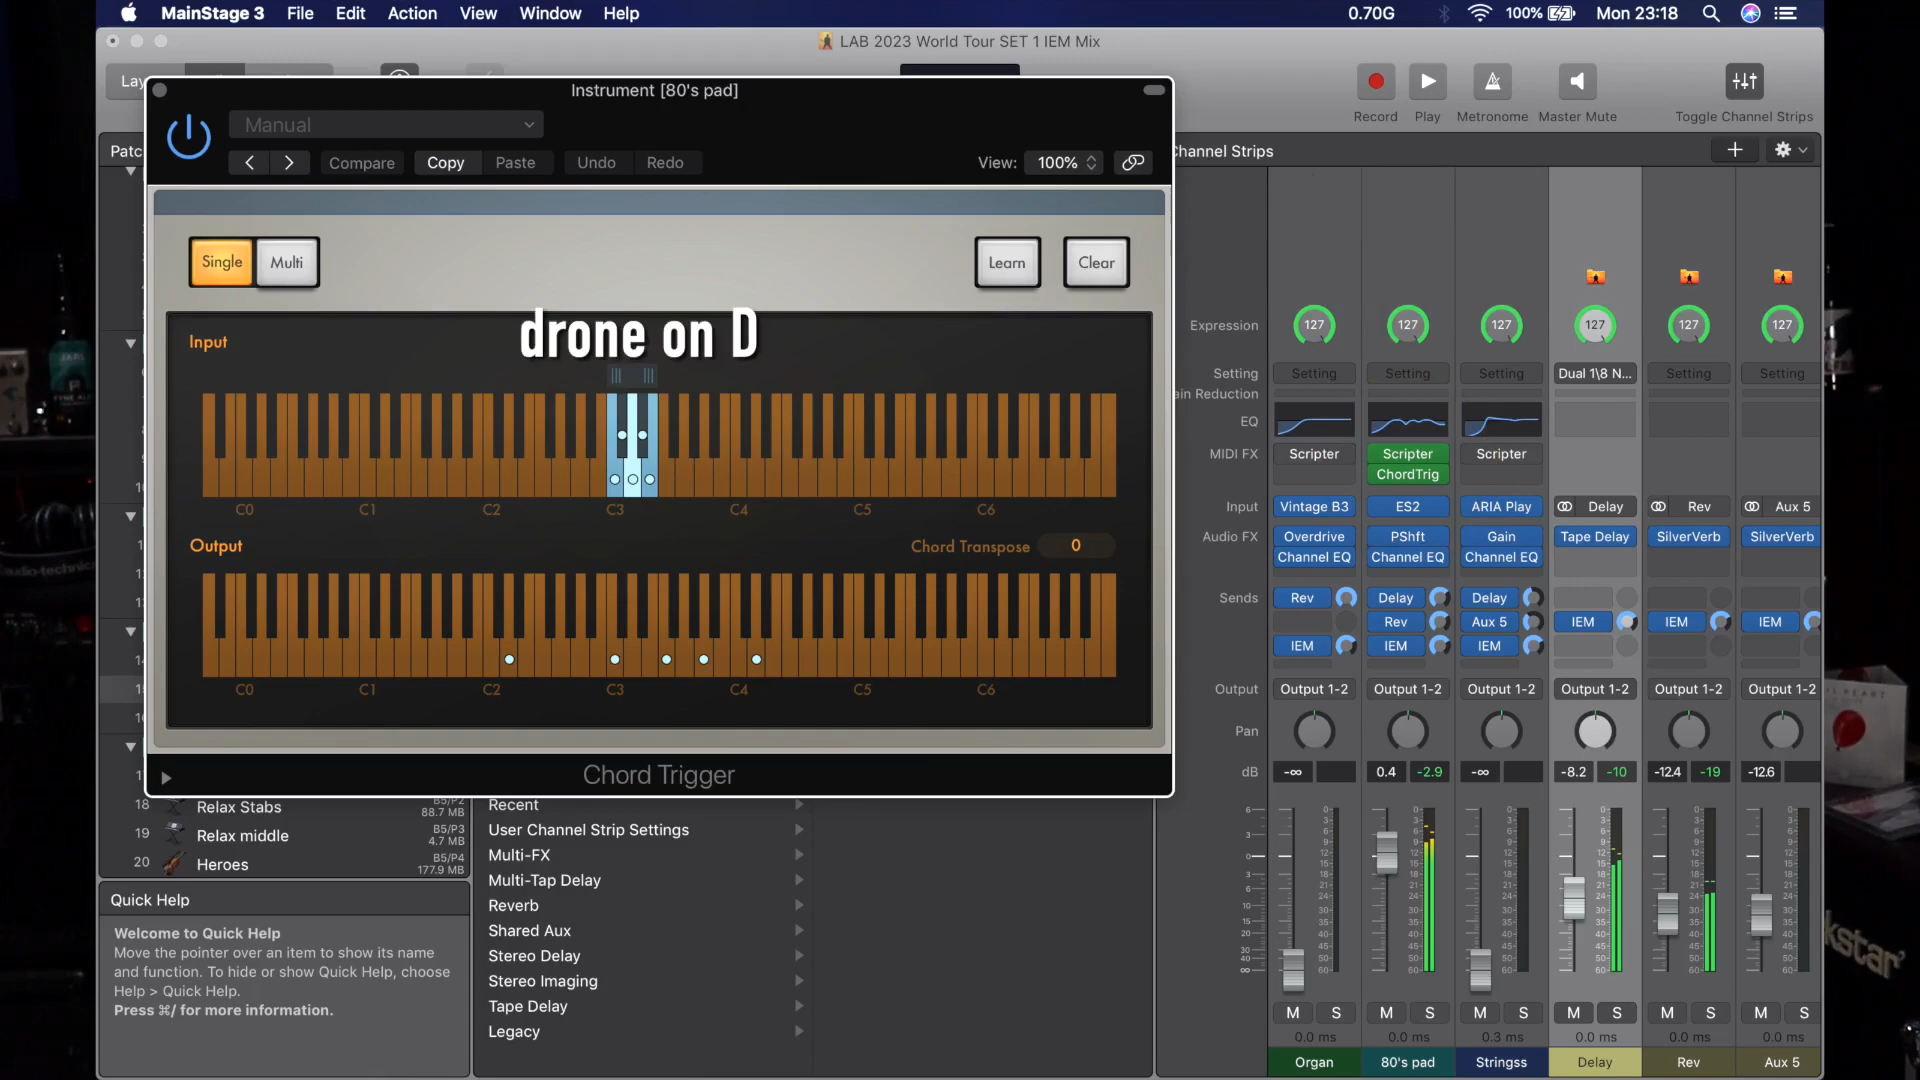 MainStage 3 File Edit Action View Window Help
0.70G 100% Mon 23:18
LAB 2023 World Tour SET 1 IEM Mix
Lay
Record Play Metronome Master Mute Toggle Channel Strips
Instrument [80's pad]
Manual
Compare Copy Paste Undo Redo
View: 100%
Patc
Channel Strips
Single Multi Learn Clear
drone on D
Input
C0 C1 C2 C3 C4 C5 C6
Output
Chord Transpose 0
C0 C1 C2 C3 C4 C5 C6
Chord Trigger
Expression 127 127 127 127 127 127
Setting Setting Setting Setting Dual 1\8 N... Setting Setting
ain Reduction
EQ
MIDI FX Scripter Scripter Scripter
ChordTrig
Input Vintage B3 ES2 ARIA Play Delay Rev Aux 5
Audio FX Overdrive PShft Gain Tape Delay SilverVerb SilverVerb
Channel EQ Channel EQ Channel EQ
Sends Rev Delay Delay
Rev Aux 5 IEM IEM IEM
IEM IEM IEM
Output Output 1-2 Output 1-2 Output 1-2 Output 1-2 Output 1-2 Output 1-2
Pan
dB -∞ 0.4 -2.9 -∞ -8.2 -10 -12.4 -19 -12.6
M S M S M S M S M S M S
0.0 ms 0.0 ms 0.3 ms 0.0 ms 0.0 ms 0.0 ms
Organ 80's pad Stringss Delay Rev Aux 5
18 Relax Stabs B5/P2
88.7 MB
19 Relax middle B5/P3
4.7 MB
20 Heroes B5/P4
177.9 MB
Recent
User Channel Strip Settings
Multi-FX
Multi-Tap Delay
Reverb
Shared Aux
Stereo Delay
Stereo Imaging
Tape Delay
Legacy
Quick Help
Welcome to Quick Help
Move the pointer over an item to show its name
and function. To hide or show Quick Help, choose
Help > Quick Help.
Press ⌘/ for more information.